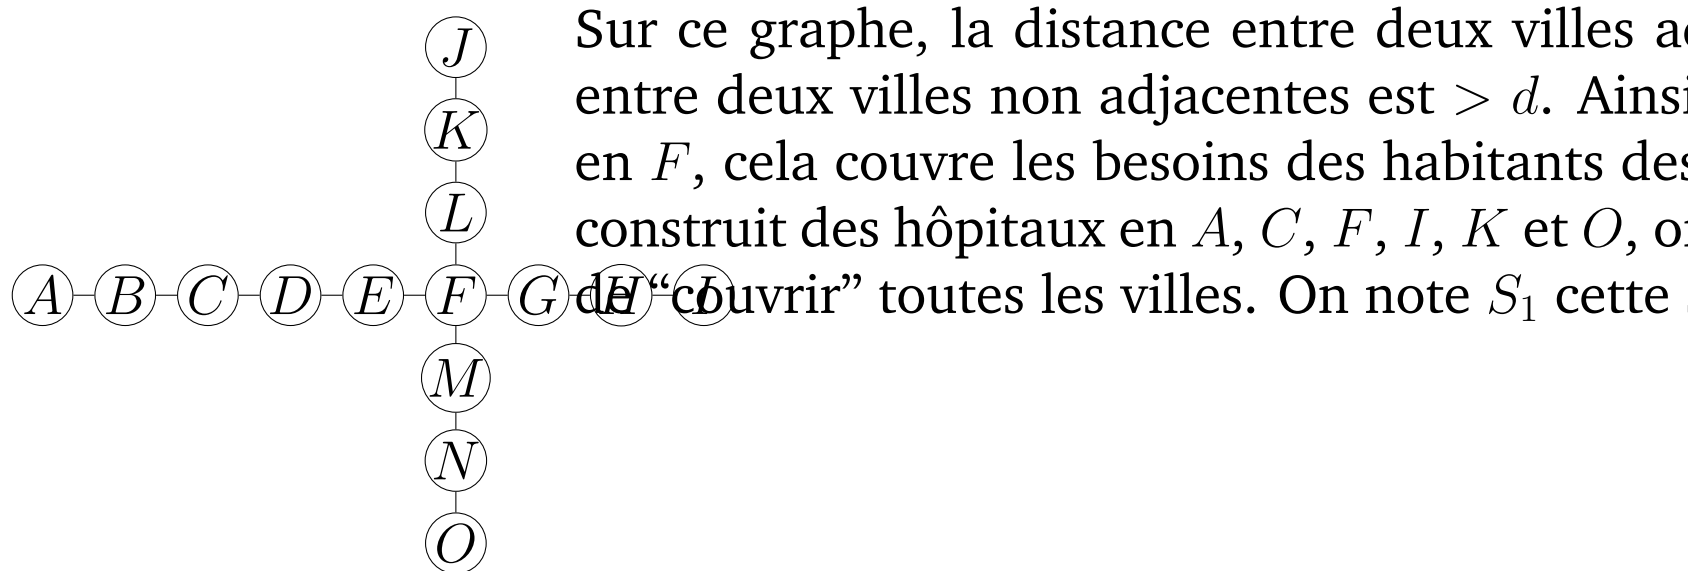 J
Sur ce graphe, la distance entre deux villes
K
entre deux villes non adjacentes est > d. Ainsi
en F, cela couvre les besoins des habitants des
L
construit des hôpitaux en A, C, F, I, K et O,
A B C D E F G H I
de “couvrir” toutes les villes. On note S₁ cette
M
N
O